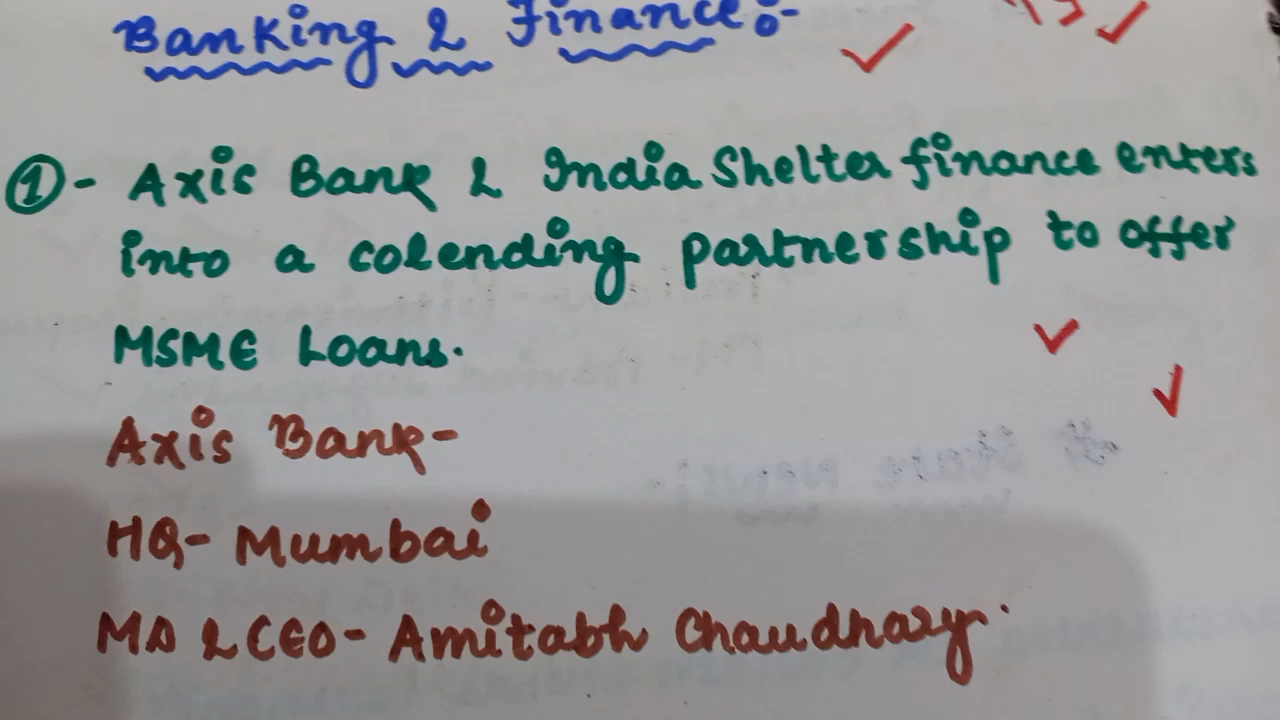 Banking & Finance:-
①- Axis Bank & India Shelter finance enters
into a colending partnership to offer
MSME Loans.
Axis Bank-
HQ- Mumbai
MD & CEO- Amitabh Chaudhary.